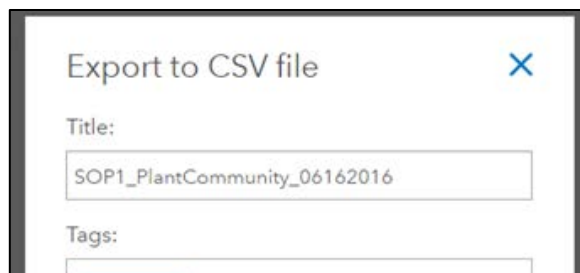 Export to CSV file
Title:
SOP1_PlantCommunity_06162016
Tags: